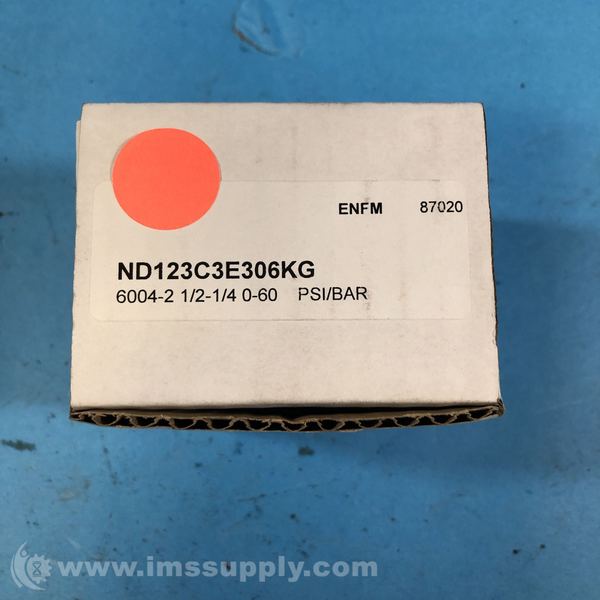 ENFM 87020
ND123C3E306KG
6004-2 1/2-1/4 0-60 PSI/BAR
www.imssupply.com